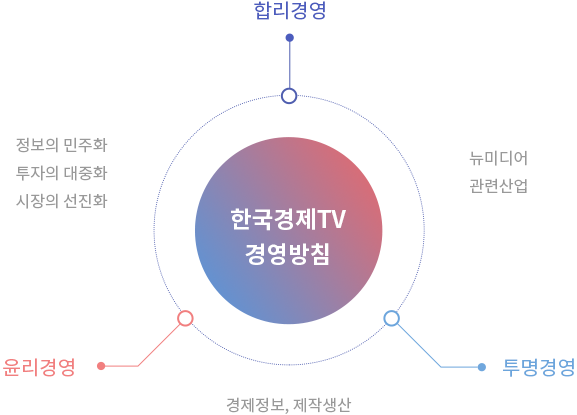 합리경영
정보의 민주화
투자의 대중화
시장의 선진화
뉴미디어
관련산업
한국경제TV
경영방침
윤리경영
투명경영
경제정보, 제작생산